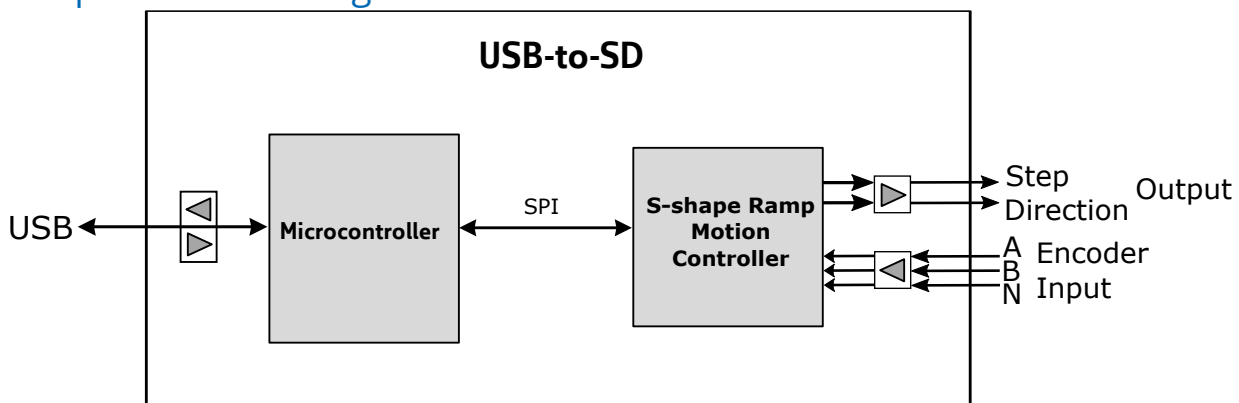 USB-to-SD
USB
Microcontroller
SPI
S-shape Ramp
Motion
Controller
Step
Direction
Output
A
B
N
Encoder
Input